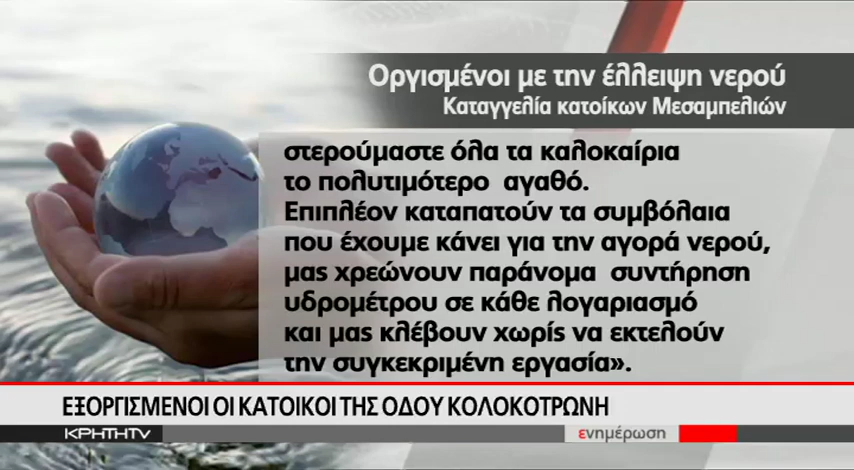 Οργισμένοι με την έλλειψη νερού
Καταγγελία κατοίκων Μεσαμπελιών
στερούμαστε όλα τα καλοκαίρια
το πολυτιμότερο αγαθό.
Επιπλέον καταπατούν τα συμβόλαια
που έχουμε κάνει για την αγορά νερού,
μας χρεώνουν παράνομα συντήρηση
υδρομέτρου σε κάθε λογαριασμό
και μας κλέβουν χωρίς να εκτελούν
την συγκεκριμένη εργασία».
ΕΞΟΡΓΙΣΜΕΝΟΙ ΟΙ ΚΑΤΟΙΚΟΙ ΤΗΣ ΟΔΟΥ ΚΟΛΟΚΟΤΡΩΝΗ
ΚΡΗΤΗTV
ενημέρωση